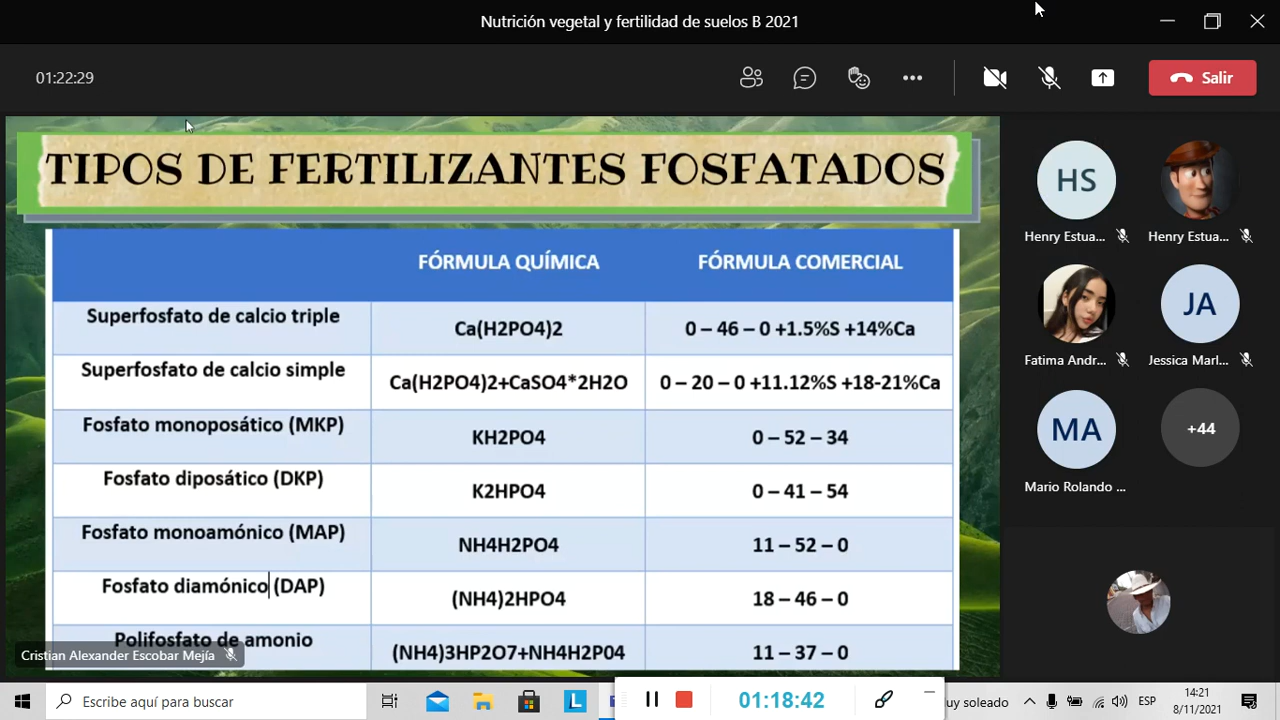 Nutrición vegetal y fertilidad de suelos B 2021
01:22:29
Salir
TIPOS DE FERTILIZANTES FOSFATADOS
FÓRMULA QUÍMICA FÓRMULA COMERCIAL
Superfosfato de calcio triple Ca(H2PO4)2 0 – 46 – 0 +1.5%S +14%Ca
Superfosfato de calcio simple Ca(H2PO4)2+CaSO4*2H2O 0 – 20 – 0 +11.12%S +18-21%Ca
Fosfato monoposático (MKP) KH2PO4 0 – 52 – 34
Fosfato diposático (DKP) K2HPO4 0 – 41 – 54
Fosfato monoamónico (MAP) NH4H2PO4 11 – 52 – 0
Fosfato diamónico (DAP) (NH4)2HPO4 18 – 46 – 0
Polifosfato de amonio (NH4)3HP2O7+NH4H2P04 11 – 37 – 0
Cristian Alexander Escobar Mejía
HS
Henry Estua... Henry Estua...
JA
Fatima Andr... Jessica Marl...
MA +44
Mario Rolando ...
Escribe aquí para buscar
L
01:18:42
uy soleado
ESP
14:21
8/11/2021